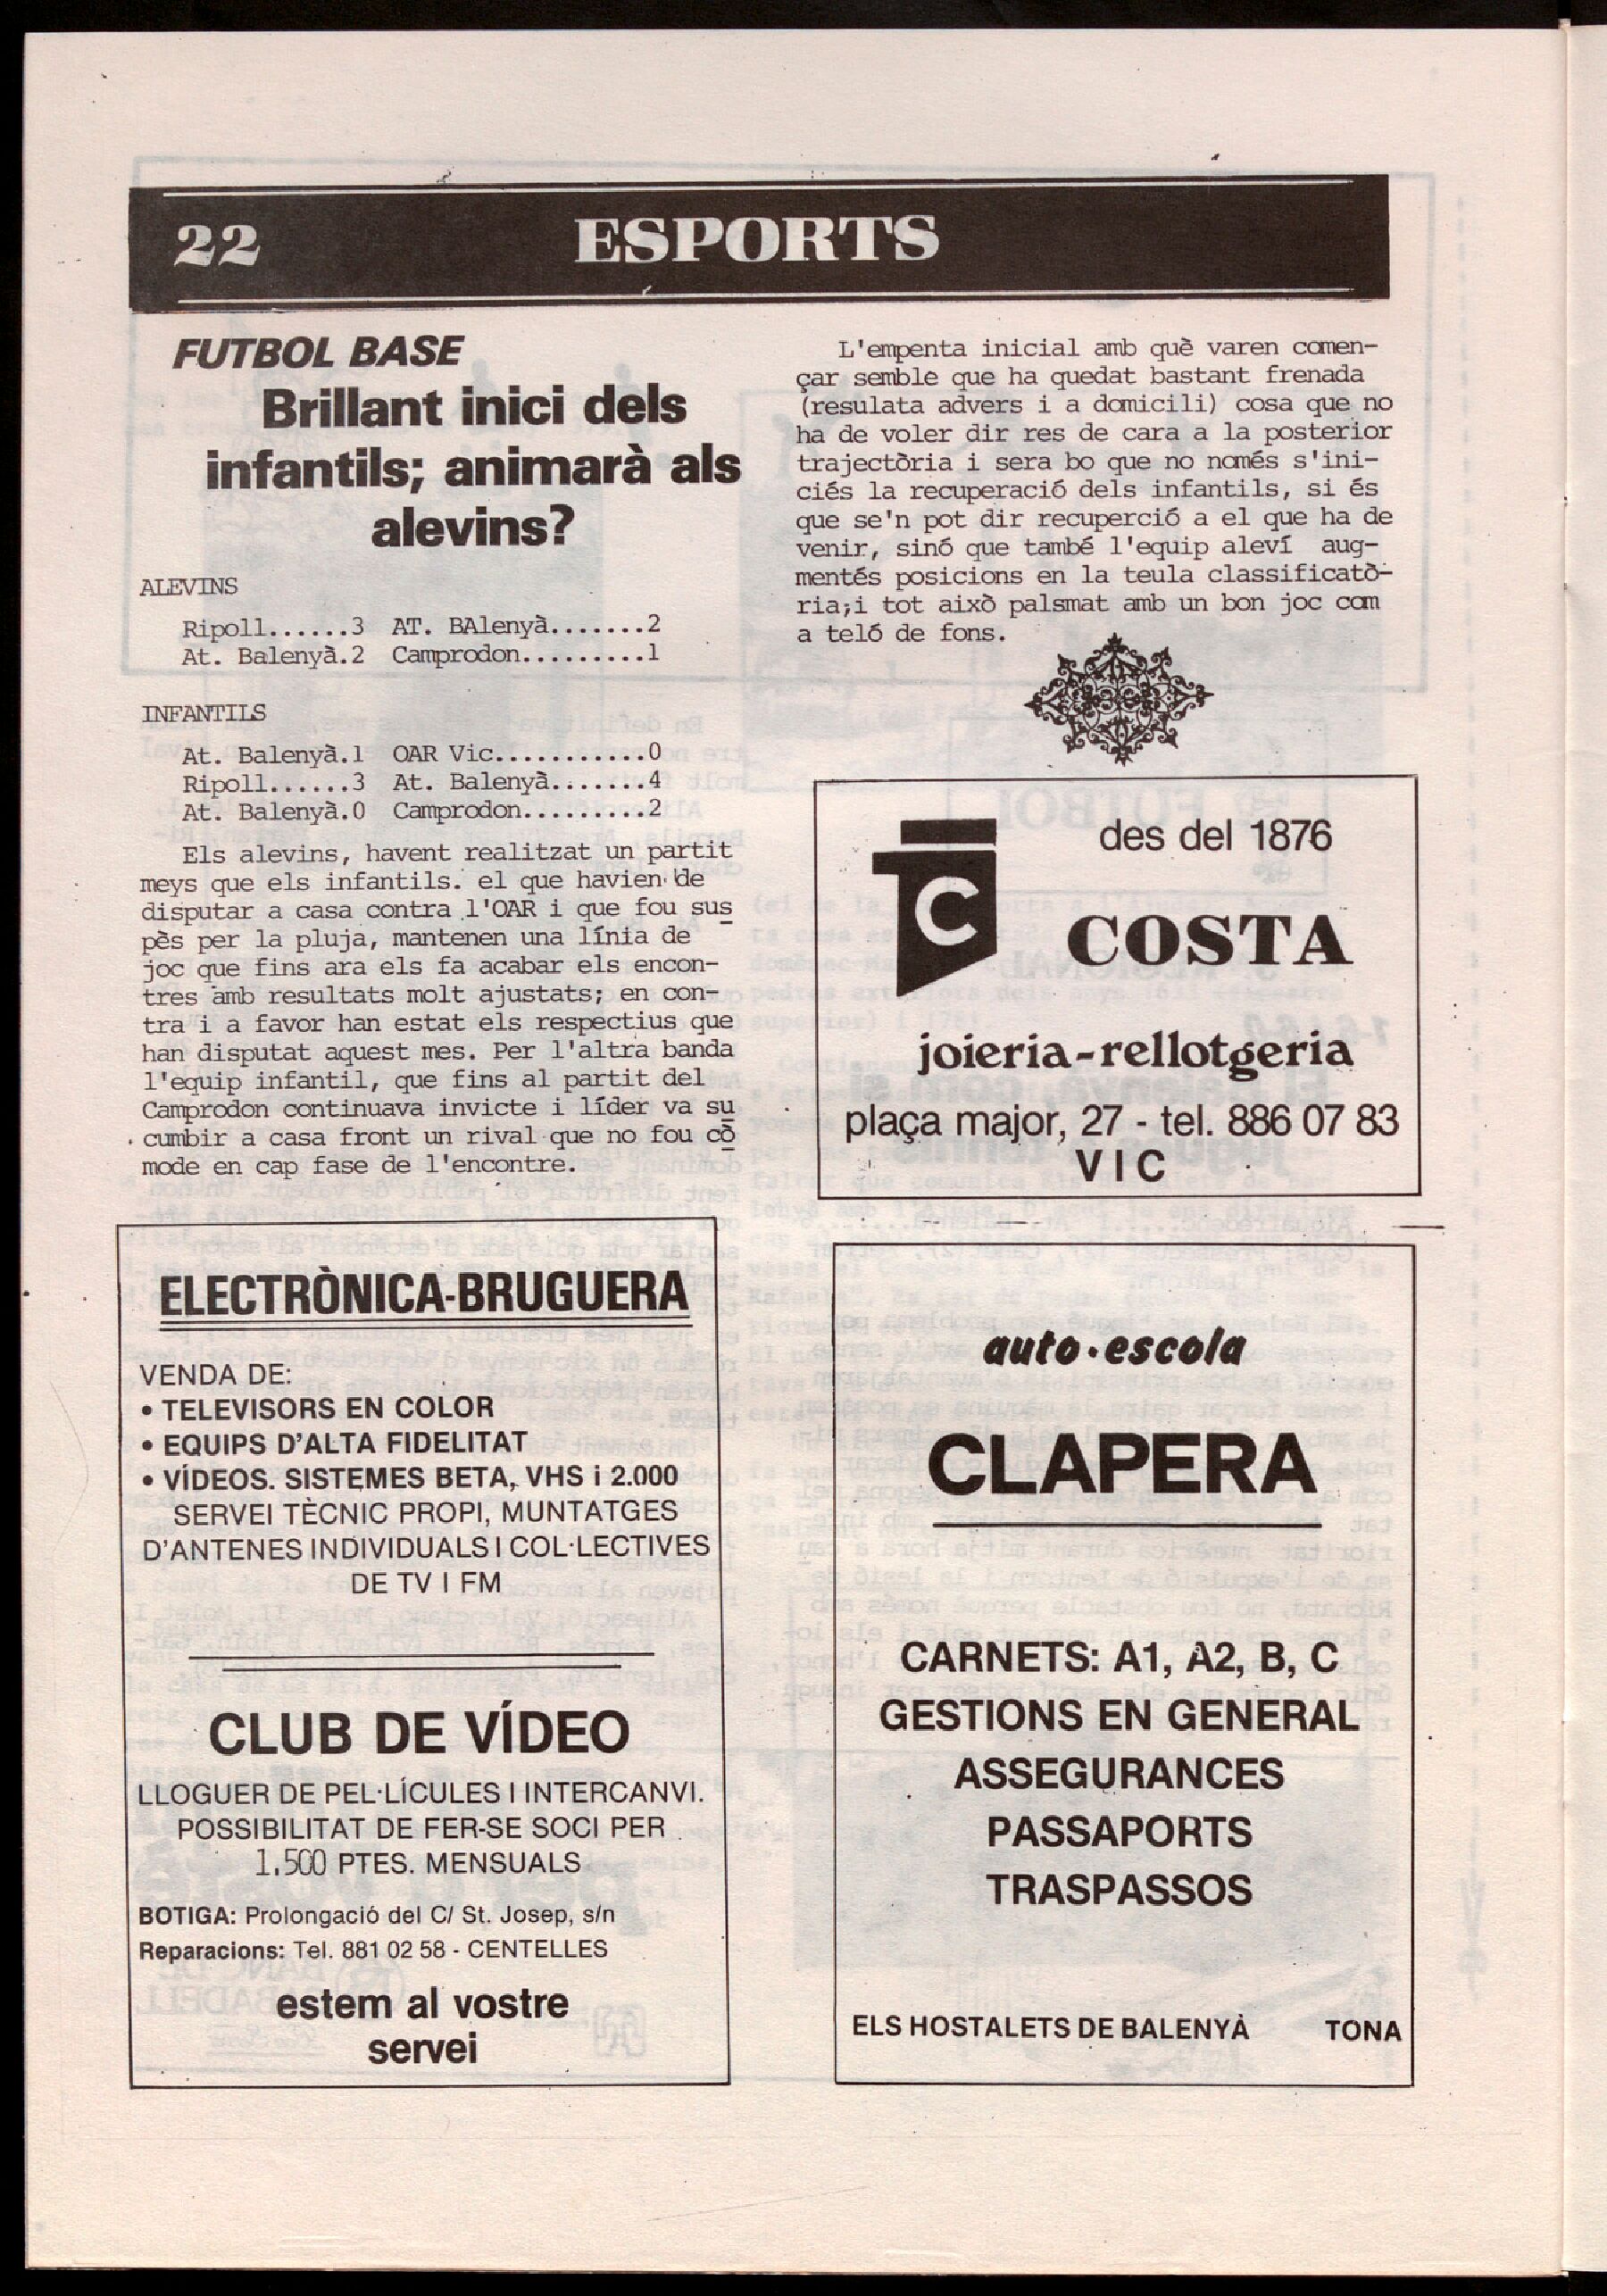 22 ESPORTS
FUTBOL BASE
Brillant inici dels
infantils; animarà als
alevins?
ALEVINS
Ripoll......3 AT. BAlenyà.......2
At. Balenyà.2 Camprodon.........1
INFANTILS
At. Balenyà.1 OAR Vic...........0
Ripoll......3 At. Balenyà.......4
At. Balenyà.0 Camprodon.........2
Els alevins, havent realitzat un partit
meys que els infantils. el que havien de
disputar a casa contra l'OAR i que fou sus
pès per la pluja, mantenen una línia de
joc que fins ara els fa acabar els encon-
tres amb resultats molt ajustats; en con-
tra i a favor han estat els respectius que
han disputat aquest mes. Per l'altra banda
l'equip infantil, que fins al partit del
Camprodon continuava invicte i líder va su
cumbir a casa front un rival que no fou cò
mode en cap fase de l'encontre.
L'empenta inicial amb què varen comen-
çar semble que ha quedat bastant frenada
(resulata advers i a domicili) cosa que no
ha de voler dir res de cara a la posterior
trajectòria i sera bo que no només s'ini-
ciés la recuperació dels infantils, si és
que se'n pot dir recuperció a el que ha de
venir, sinó que també l'equip aleví aug-
mentés posicions en la teula classificatò-
ria;i tot això palsmat amb un bon joc com
a teló de fons.
des del 1876
C
COSTA
joieria-rellotgeria
plaça major, 27 - tel. 886 07 83
VIC
ELECTRÒNICA-BRUGUERA
VENDA DE:
• TELEVISORS EN COLOR
• EQUIPS D'ALTA FIDELITAT
• VÍDEOS. SISTEMES BETA, VHS i 2.000
SERVEI TÈCNIC PROPI, MUNTATGES
D'ANTENES INDIVIDUALS I COL·LECTIVES
DE TV I FM
CLUB DE VÍDEO
LLOGUER DE PEL·LÍCULES I INTERCANVI.
POSSIBILITAT DE FER-SE SOCI PER
1.500 PTES. MENSUALS
BOTIGA: Prolongació del C/ St. Josep, s/n
Reparacions: Tel. 881 02 58 - CENTELLES
estem al vostre
servei
auto·escola
CLAPERA
CARNETS: A1, A2, B, C
GESTIONS EN GENERAL
ASSEGURANCES
PASSAPORTS
TRASPASSOS
ELS HOSTALETS DE BALENYÀ TONA